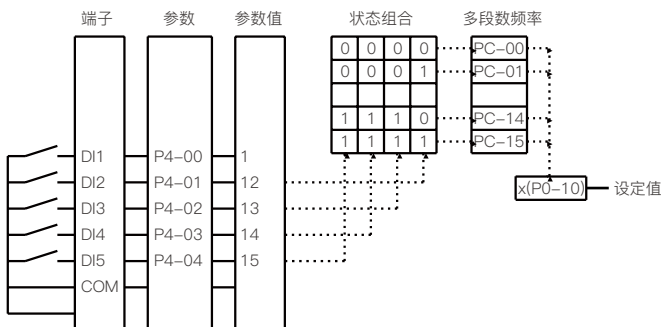 端子 参数 参数值 状态组合 多段数频率
0 0 0 0 PC-00
0 0 0 1 PC-01
1 1 1 0 PC-14
1 1 1 1 PC-15
DI1 P4-00 1
DI2 P4-01 12
x(P0-10) 设定值
DI3 P4-02 13
DI4 P4-03 14
DI5 P4-04 15
COM